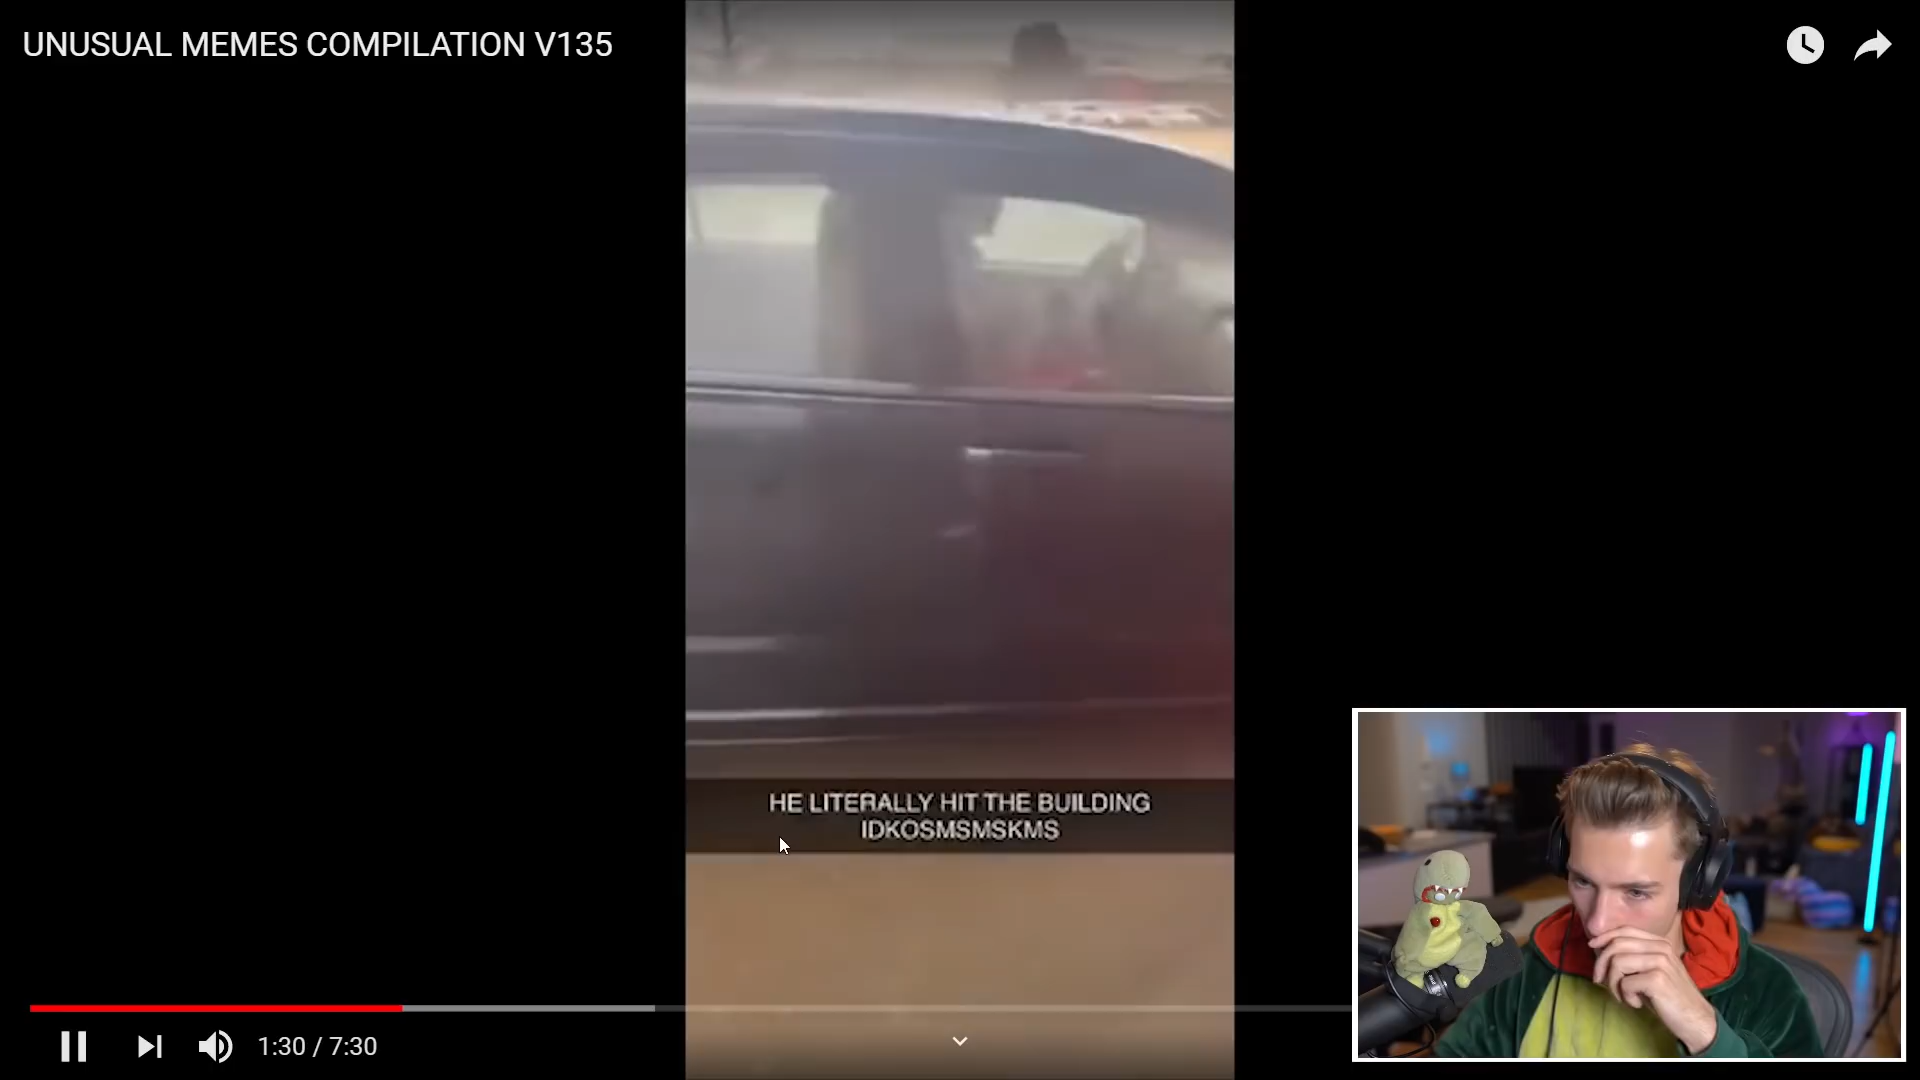 UNUSUAL MEMES COMPILATION V135
HE LITERALLY HIT THE BUILDING
IDKOSMSMSKMS
1:30 / 7:30